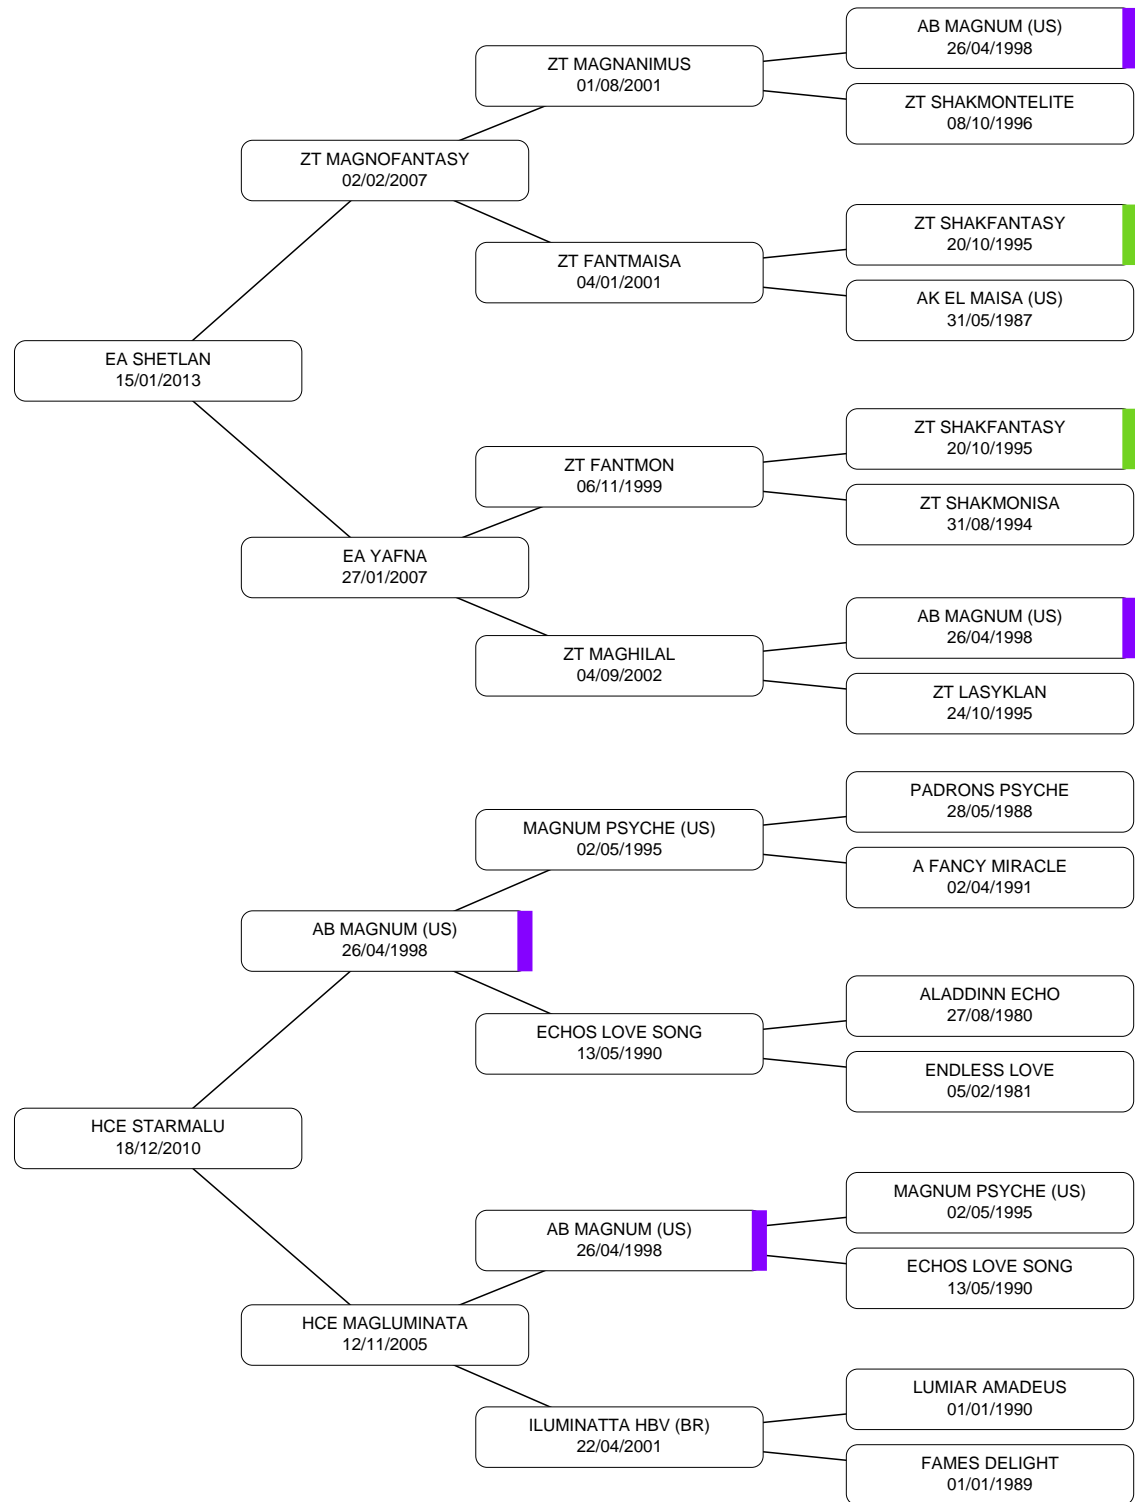 AB MAGNUM (US)
26/04/1998
ZT MAGNANIMUS
01/08/2001
ZT SHAKMONTELITE
08/10/1996
ZT MAGNOFANTASY
02/02/2007
ZT SHAKFANTASY
20/10/1995
ZT FANTMAISA
04/01/2001
AK EL MAISA (US)
31/05/1987
EA SHETLAN
15/01/2013
ZT SHAKFANTASY
20/10/1995
ZT FANTMON
06/11/1999
ZT SHAKMONISA
31/08/1994
EA YAFNA
27/01/2007
AB MAGNUM (US)
26/04/1998
ZT MAGHILAL
04/09/2002
ZT LASYKLAN
24/10/1995
PADRONS PSYCHE
28/05/1988
MAGNUM PSYCHE (US)
02/05/1995
A FANCY MIRACLE
02/04/1991
AB MAGNUM (US)
26/04/1998
ALADDINN ECHO
27/08/1980
ECHOS LOVE SONG
13/05/1990
ENDLESS LOVE
05/02/1981
HCE STARMALU
18/12/2010
MAGNUM PSYCHE (US)
02/05/1995
AB MAGNUM (US)
26/04/1998
ECHOS LOVE SONG
13/05/1990
HCE MAGLUMINATA
12/11/2005
LUMIAR AMADEUS
01/01/1990
ILUMINATTA HBV (BR)
22/04/2001
FAMES DELIGHT
01/01/1989